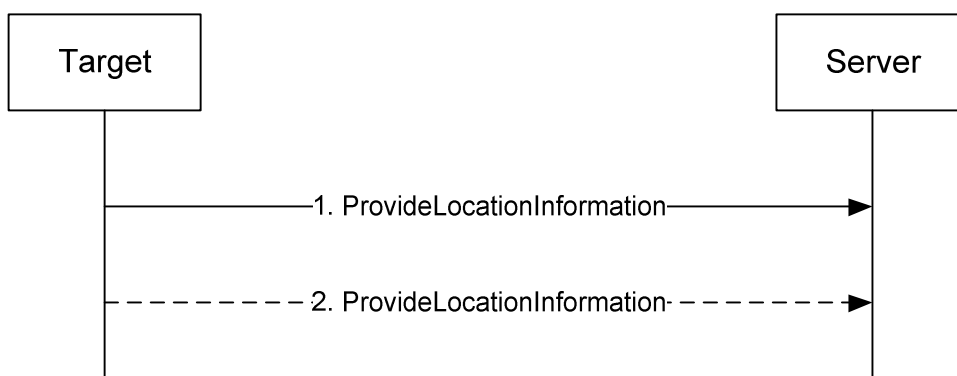 Target
Server
1. ProvideLocationInformation
2. ProvideLocationInformation